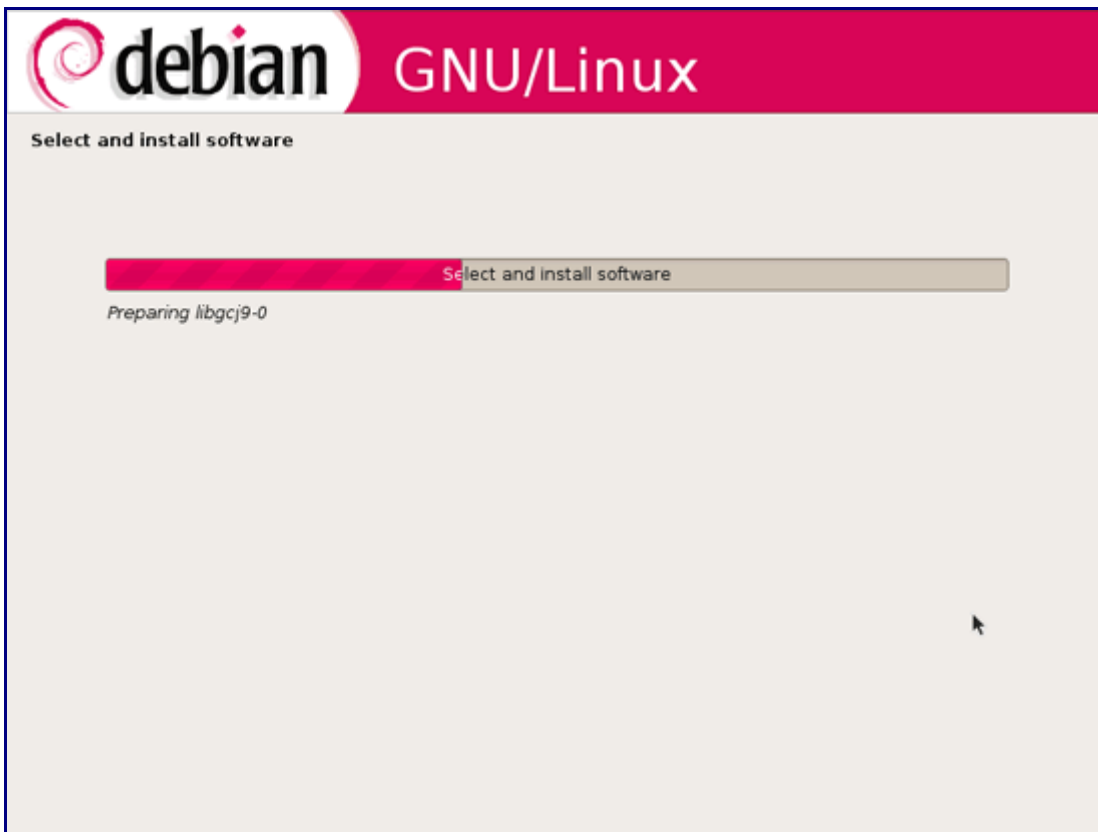 debian GNU/Linux
Select and install software
Select and install software
Preparing libgcj9-0